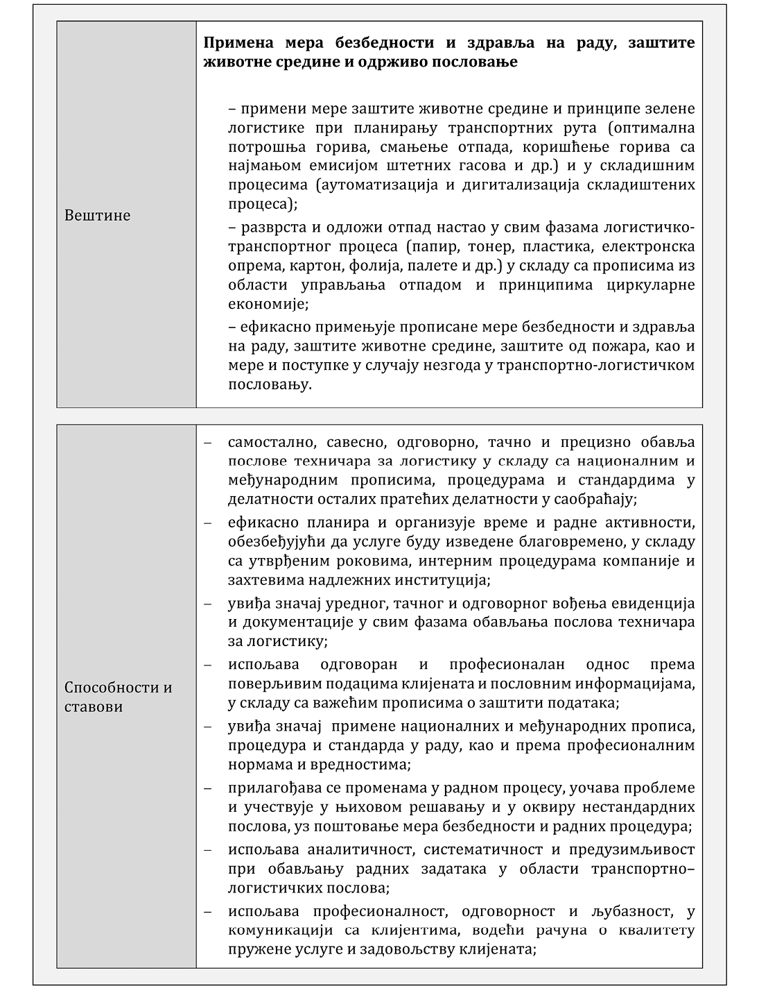 Вештине
Примена мера безбедности и здравља на раду, заштите
животне средине и одрживо пословање
– примени мере заштите животне средине и принципе зелене
логистике при планирању транспортних рута (оптимална
потрошња горива, смањење отпада, коришћење горива са
најмањом емисијом штетних гасова и др.) и у складишним
процесима (аутоматизација и дигитализација складиштених
процеса);
– разврста и одложи отпад настао у свим фазама логистичко-
транспортног процеса (папир, тонер, пластика, електронска
опрема, картон, фолија, палете и др.) у складу са прописима из
области управљања отпадом и принципима циркуларне
економије;
– ефикасно примењује прописане мере безбедности и здравља
на раду, заштите животне средине, заштите од пожара, као и
мере и поступке у случају незгода у транспортно-логистичком
пословању.
Способности и
ставови
– самостално, савесно, одговорно, тачно и прецизно обавља
послове техничара за логистику у складу са националним и
међународним прописима, процедурама и стандардима у
делатности осталих пратећих делатности у саобраћају;
– ефикасно планира и организује време и радне активности,
обезбеђујући да услуге буду изведене благовремено, у складу
са утврђеним роковима, интерним процедурама компаније и
захтевима надлежних институција;
– увиђа значај уредног, тачног и одговорног вођења евиденција
и документације у свим фазама обављања послова техничара
за логистику;
– испољава одговоран и професионалан однос према
поверљивим подацима клијената и пословним информацијама,
у складу са важећим прописима о заштити података;
– увиђа значај примене националних и међународних прописа,
процедура и стандарда у раду, као и према професионалним
нормама и вредностима;
– прилагођава се променама у радном процесу, уочава проблеме
и учествује у њиховом решавању и у оквиру нестандардних
послова, уз поштовање мера безбедности и радних процедура;
– испољава аналитичност, систематичност и предузимљивост
при обављању радних задатака у области транспортно–
логистичких послова;
– испољава професионалност, одговорност и љубазност, у
комуникацији са клијентима, водећи рачуна о квалитету
пружене услуге и задовољству клијената;